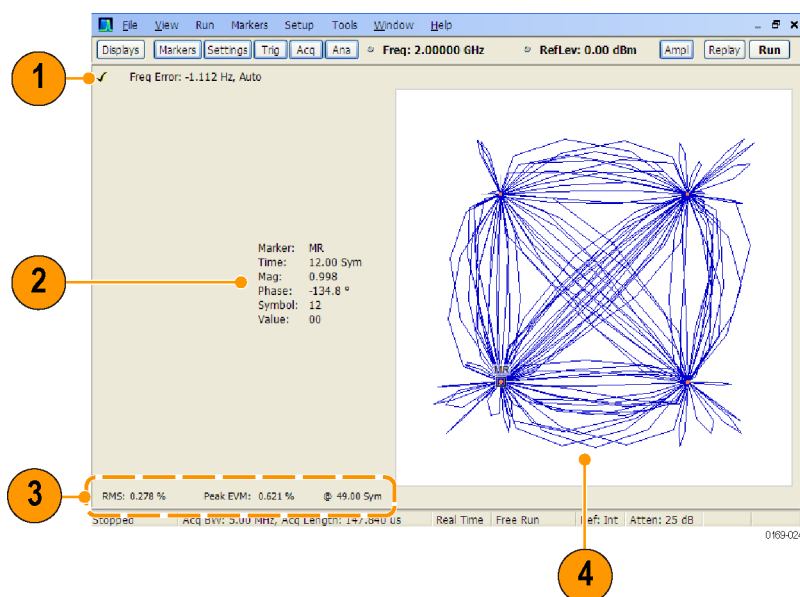 File View Run Markers Setup Tools Window Help
Displays Markers Settings Trig Acq Ana Freq: 2.00000 GHz RefLev: 0.00 dBm Ampl Replay Run
1
Freq Error: -1.112 Hz, Auto
2
Marker: MR
Time: 12.00 Sym
Mag: 0.998
Phase: -134.8 °
Symbol: 12
Value: 00
MR
3
RMS: 0.278 % Peak EVM: 0.621 % @ 49.00 Sym
Stopped Acq BW: 5.00 MHz, Acq Length: 147.840 us Real Time Free Run Ref: Int Atten: 25 dB
0169-024
4